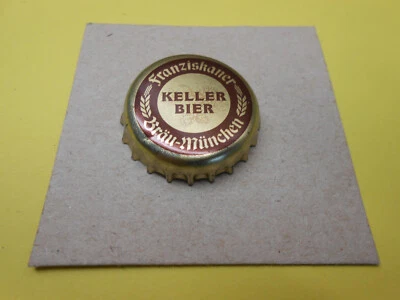 Franziskaner
KELLER
BIER
Bräu-München